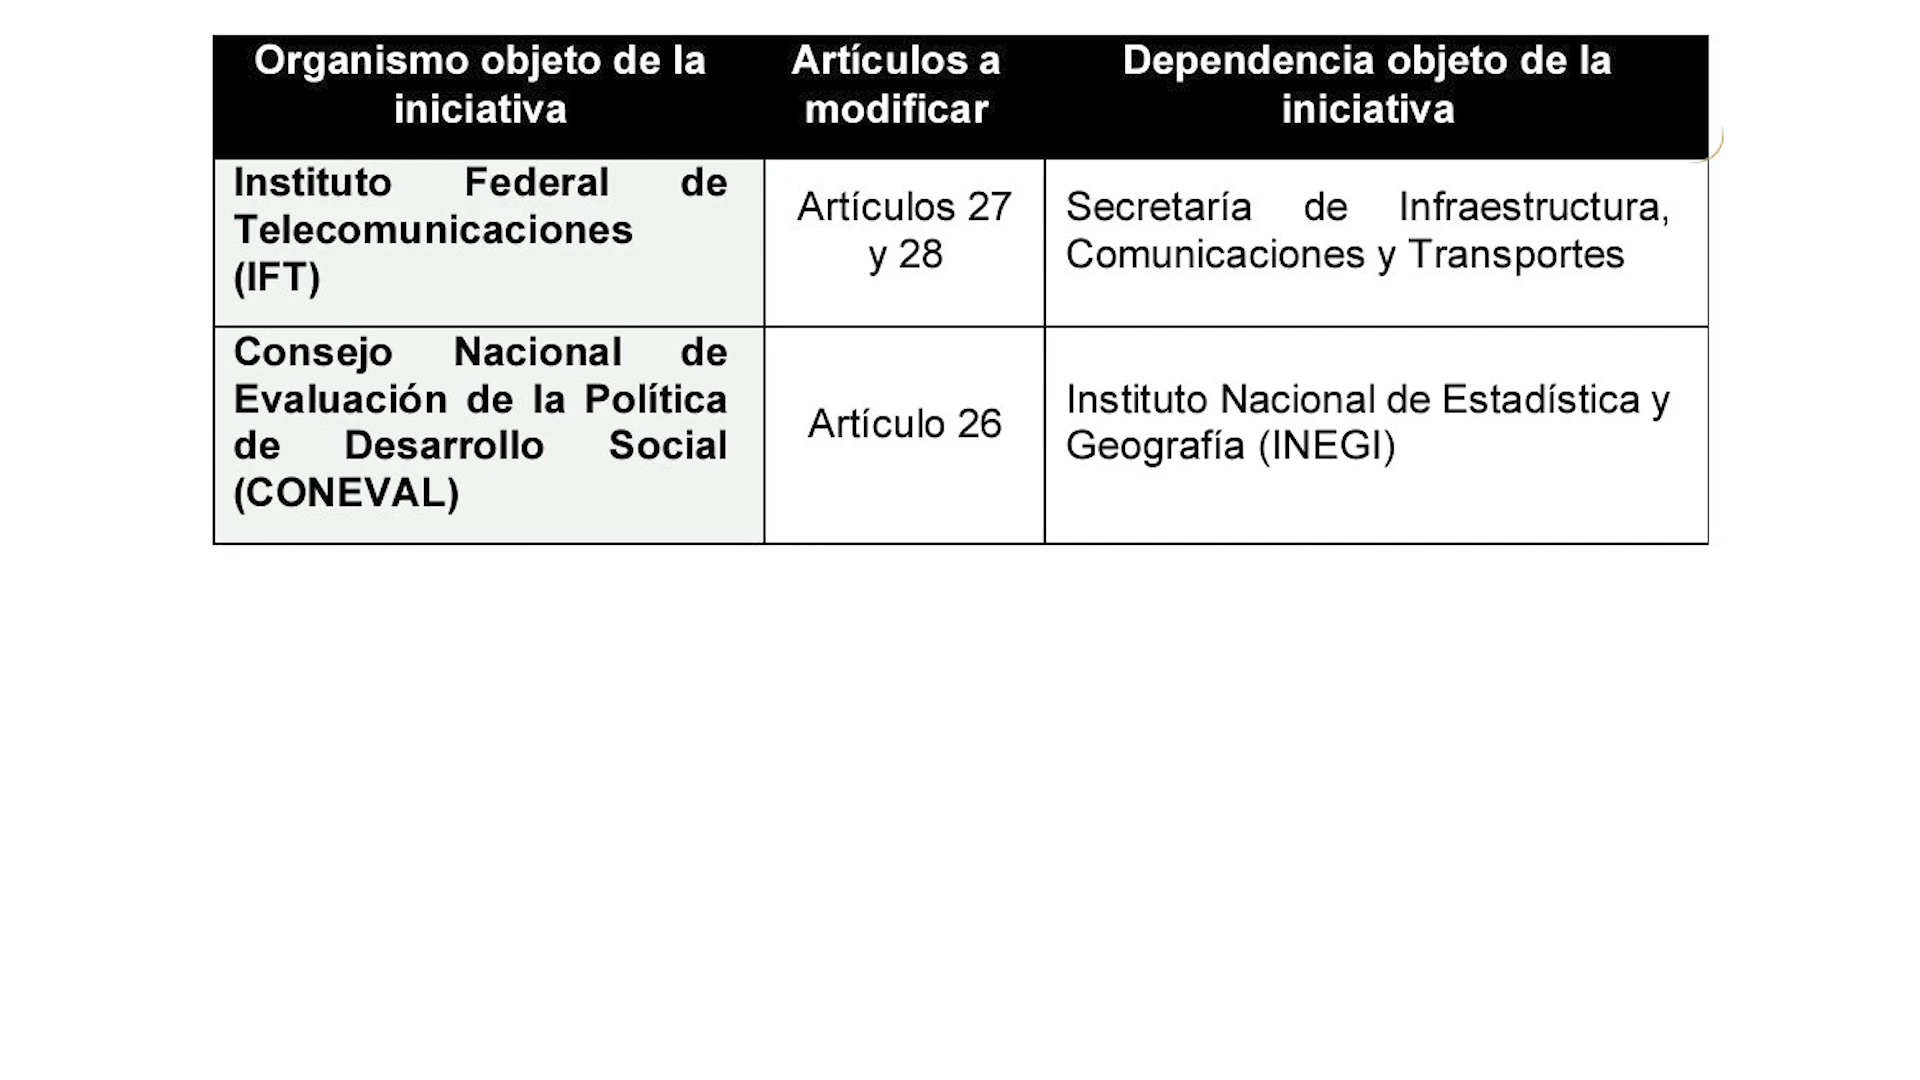 Organismo objeto de la
iniciativa
Artículos a
modificar
Dependencia objeto de la
iniciativa
Instituto Federal de
Telecomunicaciones
(IFT)
Artículos 27
y 28
Secretaría de Infraestructura,
Comunicaciones y Transportes
Consejo Nacional de
Evaluación de la Política
de Desarrollo Social
(CONEVAL)
Artículo 26
Instituto Nacional de Estadística y
Geografía (INEGI)